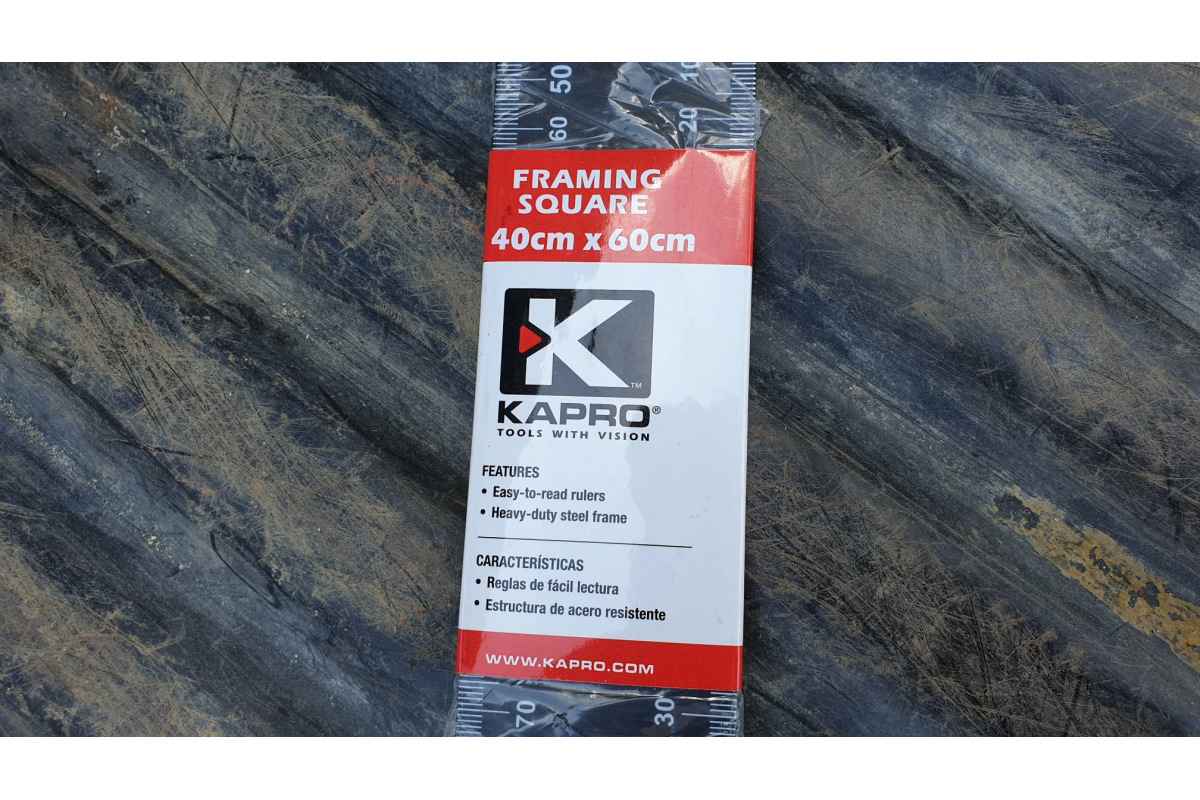 50 10
60 20
FRAMING
SQUARE
40cm x 60cm
K
TM
KAPRO®
TOOLS WITH VISION
FEATURES
• Easy-to-read rulers
• Heavy-duty steel frame
CARACTERÍSTICAS
• Reglas de fácil lectura
• Estructura de acero resistente
WWW.KAPRO.COM
70 30